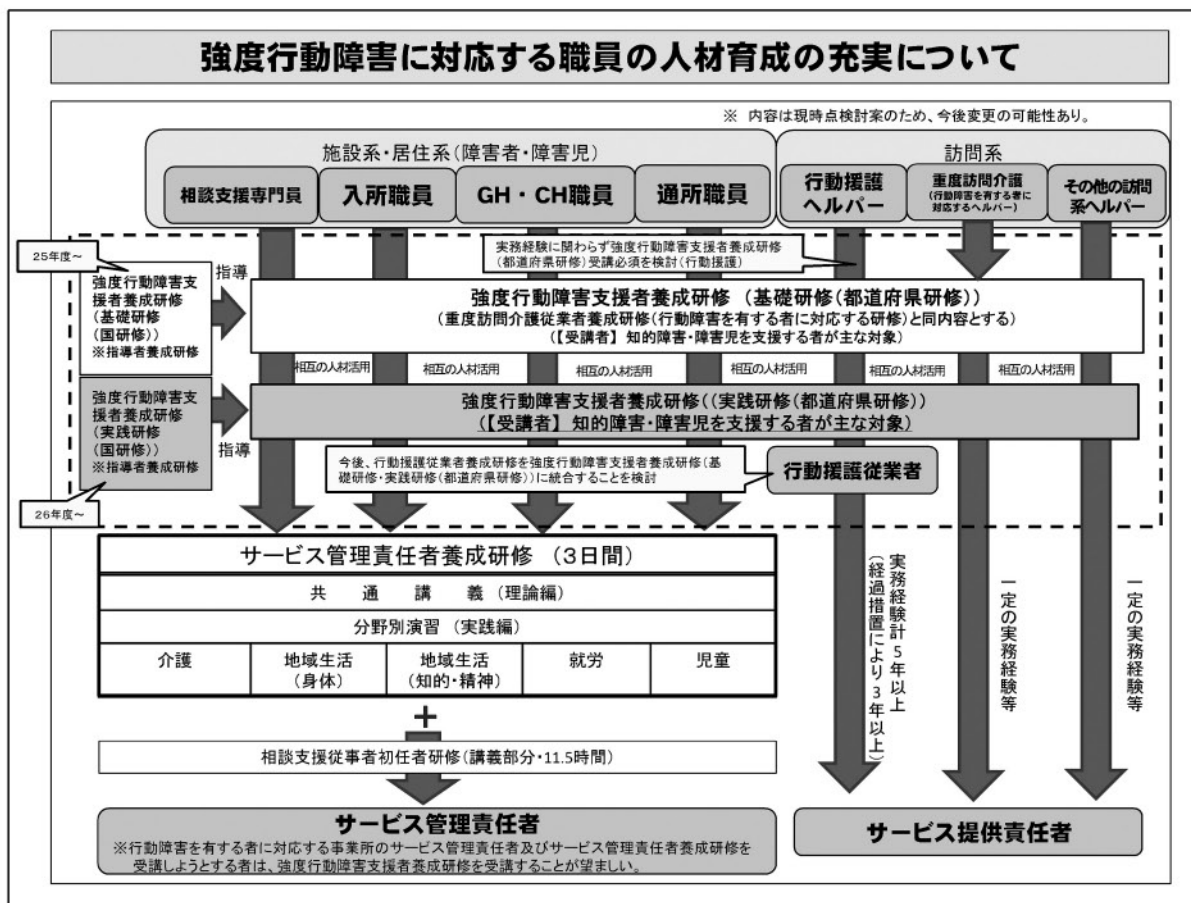 強度行動障害に対応する職員の人材育成の充実について
※ 内容は現時点検討案のため、今後変更の可能性あり。
施設系・居住系(障害者・障害児)
訪問系
相談支援専門員
入所職員
GH・CH職員
通所職員
行動援護
ヘルパー
重度訪問介護
(行動障害を有する者に
対応するヘルパー)
その他の訪問
系ヘルパー
25年度～
実務経験に関わらず強度行動障害支援者養成研修
(都道府県研修)受講必須を検討(行動援護)
強度行動障害支
援者養成研修
(基礎研修
(国研修))
※指導者養成研修
指導
強度行動障害支援者養成研修 (基礎研修(都道府県研修))
(重度訪問介護従業者養成研修(行動障害を有する者に対応する研修)と同内容とする)
(【受講者】 知的障害・障害児を支援する者が主な対象)
相互の人材活用
相互の人材活用
相互の人材活用
相互の人材活用
相互の人材活用
相互の人材活用
強度行動障害支
援者養成研修
(実践研修
(国研修))
※指導者養成研修
指導
強度行動障害支援者養成研修((実践研修(都道府県研修))
(【受講者】 知的障害・障害児を支援する者が主な対象)
今後、行動援護従業者養成研修を強度行動障害支援者養成研修(基
礎研修・実践研修(都道府県研修))に統合することを検討
行動援護従業者
26年度～
サービス管理責任者養成研修 (3日間)
共 通 講 義 (理論編)
分野別演習 (実践編)
介護
地域生活
(身体)
地域生活
(知的・精神)
就労
児童
実務経験計5年以上
(経過措置により3年以上)
一定の実務経験等
一定の実務経験等
+
相談支援従事者初任者研修(講義部分・11.5時間)
サービス管理責任者
※行動障害を有する者に対応する事業所のサービス管理責任者及びサービス管理責任者養成研修を
受講しようとする者は、強度行動障害支援者養成研修を受講することが望ましい。
サービス提供責任者